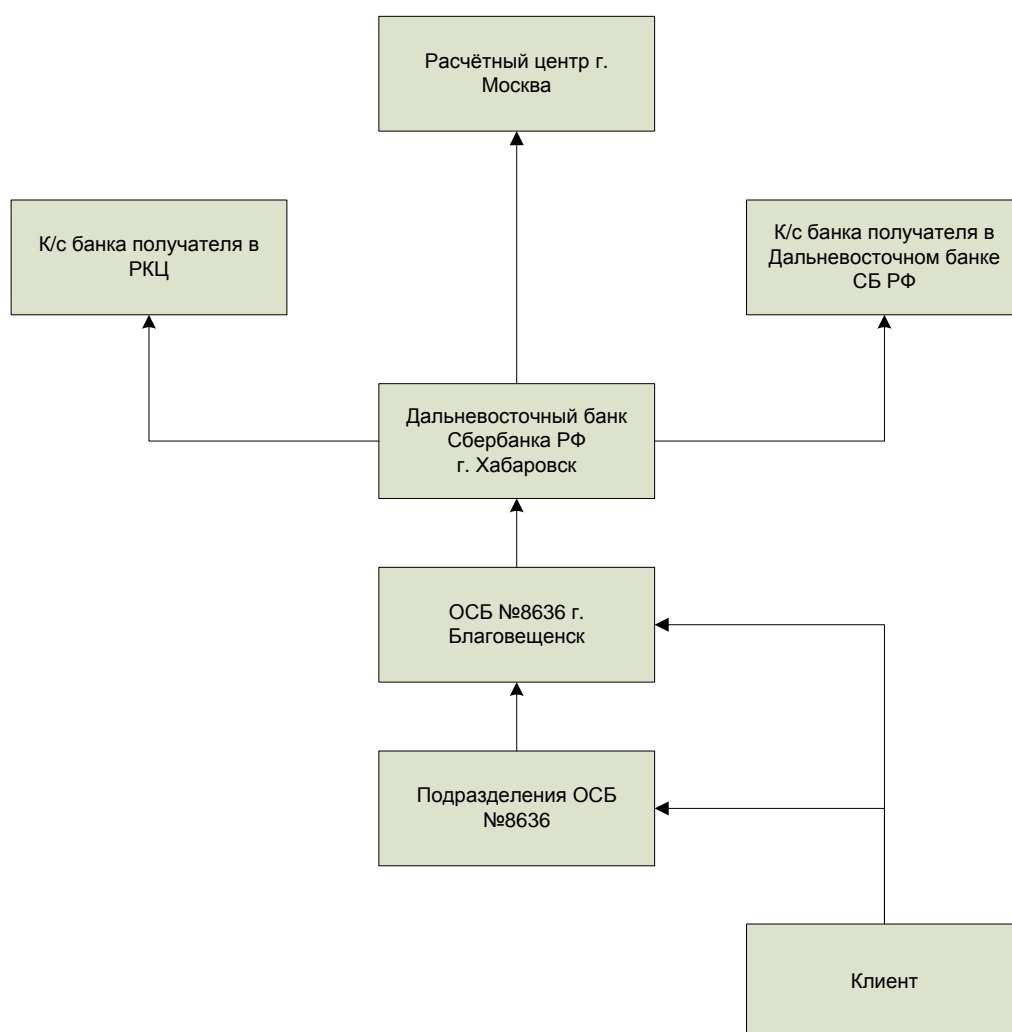 Расчётный центр г.
Москва
К/с банка получателя в
РКЦ
К/с банка получателя в
Дальневосточном банке
СБ РФ
Дальневосточный банк
Сбербанка РФ
г. Хабаровск
ОСБ №8636 г.
Благовещенск
Подразделения ОСБ
№8636
Клиент